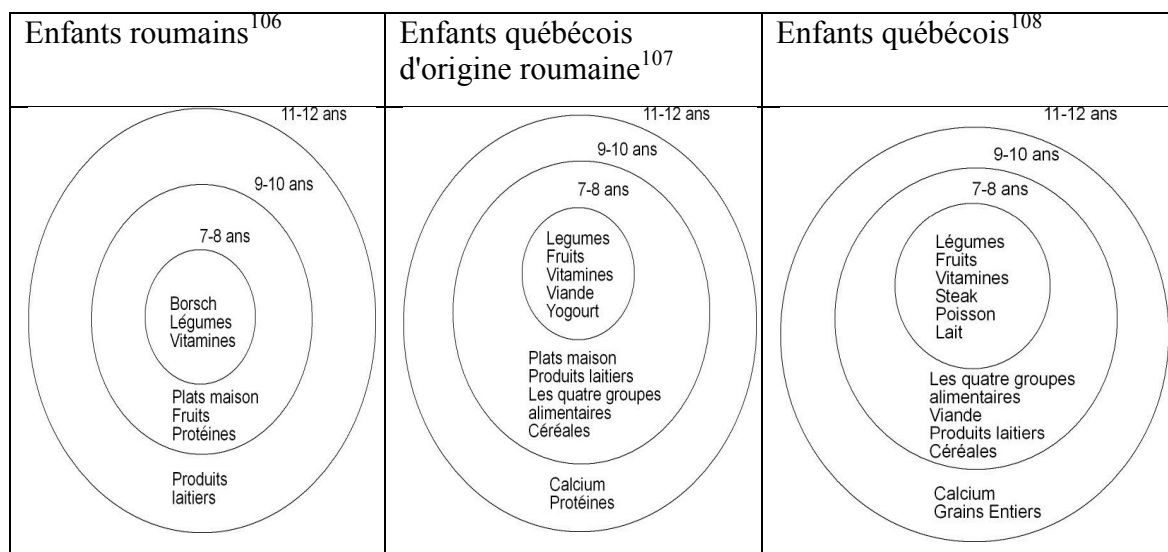 Enfants roumains106
Enfants québécois
d'origine roumaine107
Enfants québécois108
11-12 ans
9-10 ans
7-8 ans
Borsch
Légumes
Vitamines
Plats maison
Fruits
Protéines
Produits
laitiers
11-12 ans
9-10 ans
7-8 ans
Legumes
Fruits
Vitamines
Viande
Yogourt
Plats maison
Produits laitiers
Les quatre groupes
alimentaires
Céréales
Calcium
Protéines
11-12 ans
9-10 ans
7-8 ans
Légumes
Fruits
Vitamines
Steak
Poisson
Lait
Les quatre groupes
alimentaires
Viande
Produits laitiers
Céréales
Calcium
Grains Entiers